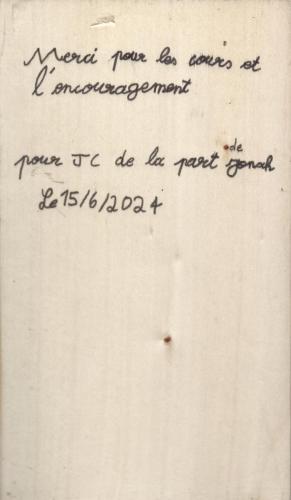 Merci pour les cours et
l'encouragement
pour JC de la part de Jonah
Le 15/6/2024